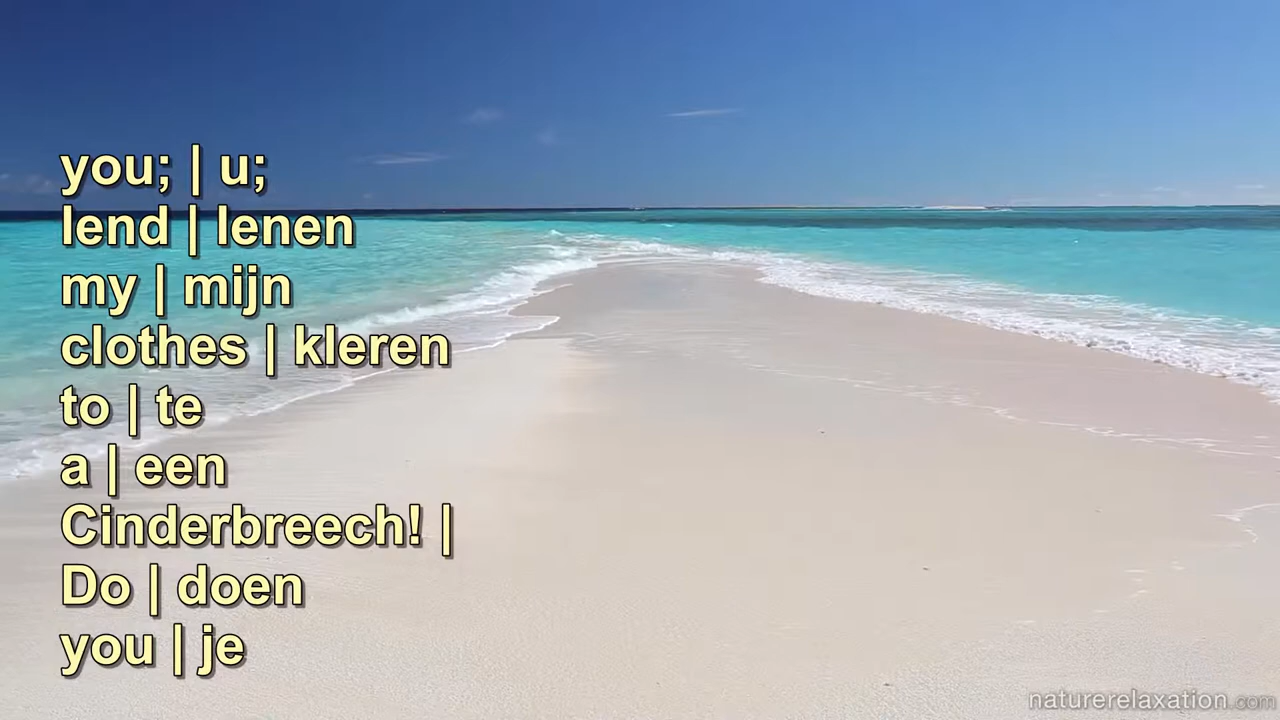 you; | u;
lend | lenen
my | mijn
clothes | kleren
to | te
a | een
Cinderbreech! |
Do | doen
you | je
naturerelaxation.com